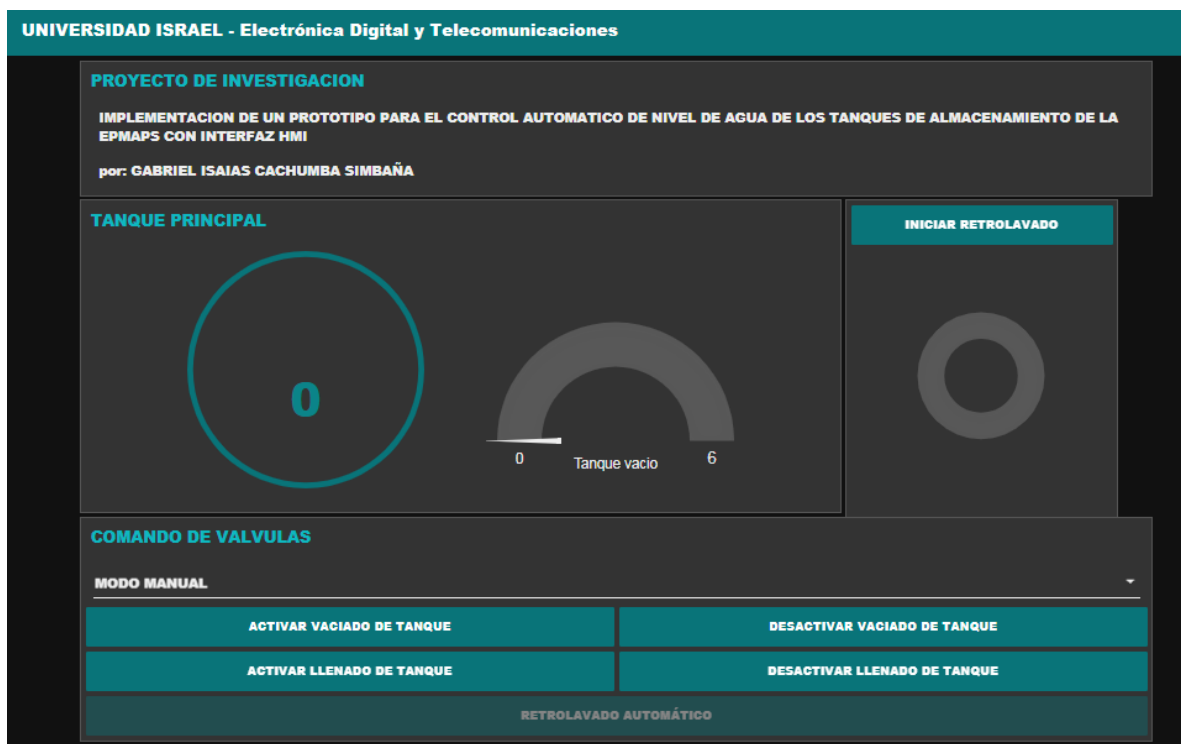 UNIVERSIDAD ISRAEL - Electrónica Digital y Telecomunicaciones
PROYECTO DE INVESTIGACION
IMPLEMENTACION DE UN PROTOTIPO PARA EL CONTROL AUTOMATICO DE NIVEL DE AGUA DE LOS TANQUES DE ALMACENAMIENTO DE LA
EPMAPS CON INTERFAZ HMI
por: GABRIEL ISAIAS CACHUMBA SIMBAÑA
TANQUE PRINCIPAL
INICIAR RETROLAVADO
0
0 Tanque vacio 6
COMANDO DE VALVULAS
MODO MANUAL
ACTIVAR VACIADO DE TANQUE
DESACTIVAR VACIADO DE TANQUE
ACTIVAR LLENADO DE TANQUE
DESACTIVAR LLENADO DE TANQUE
RETROLAVADO AUTOMÁTICO